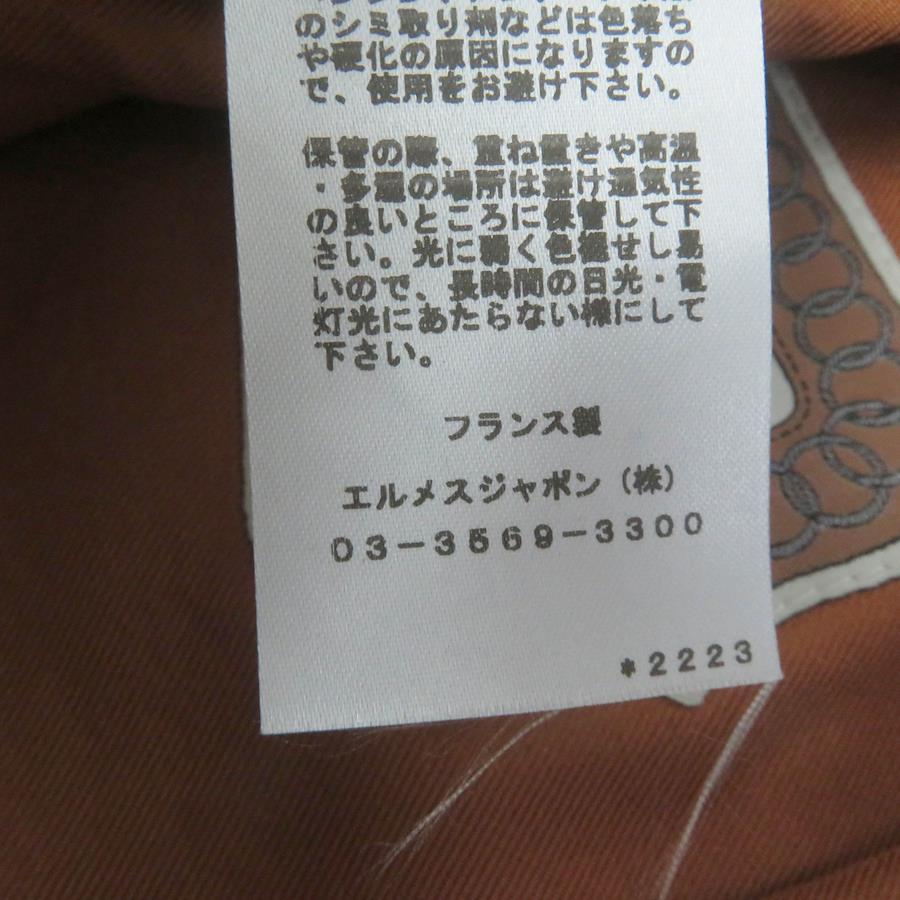 のシミ取り剤などは色落ち
や硬化の原因になりますの
で、使用をお避け下さい。
保管の際、重ね置きや高温
・多湿の場所は避け通気性
の良いところに保管して下
さい。光に弱く色褪せし易
いので、長時間の日光・電
灯光にあたらない様にして
下さい。
フランス製
エルメスジャポン（株）
03-3569-3300
*2223